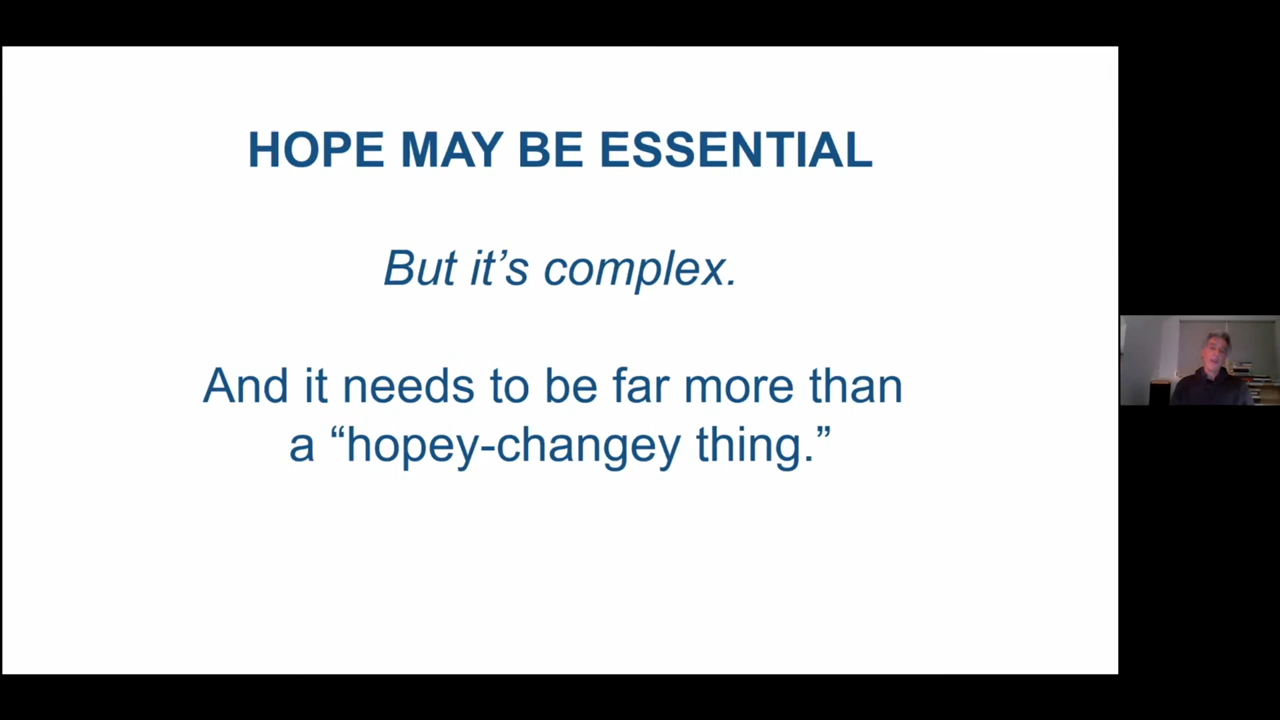 HOPE MAY BE ESSENTIAL
But it’s complex.
And it needs to be far more than
a “hopey-changey thing.”